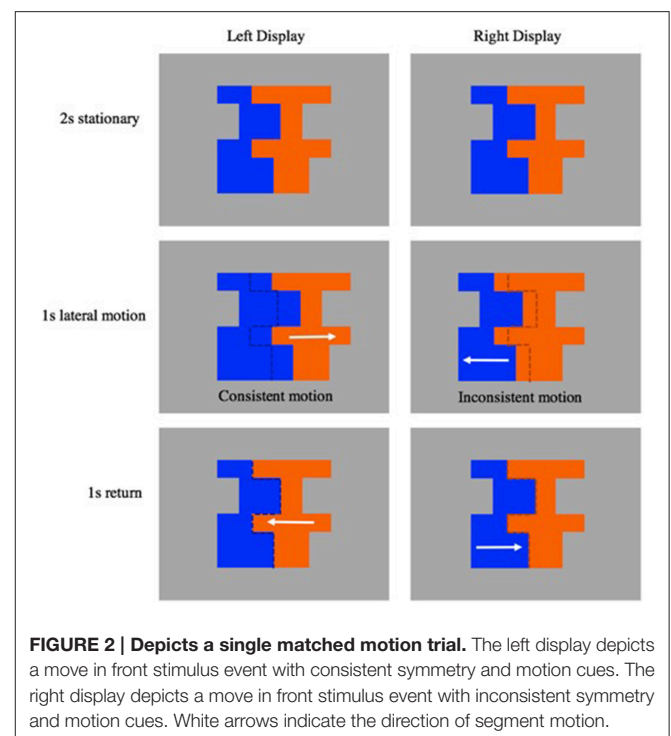 Left Display
Right Display
2s stationary
1s lateral motion
Consistent motion
Inconsistent motion
1s return
FIGURE 2 | Depicts a single matched motion trial. The left display depicts
a move in front stimulus event with consistent symmetry and motion cues. The
right display depicts a move in front stimulus event with inconsistent symmetry
and motion cues. White arrows indicate the direction of segment motion.